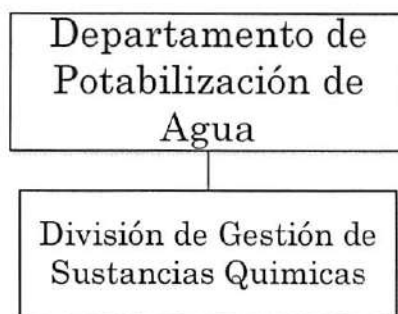 Departamento de
Potabilización de
Agua
División de Gestión de
Sustancias Quimicas